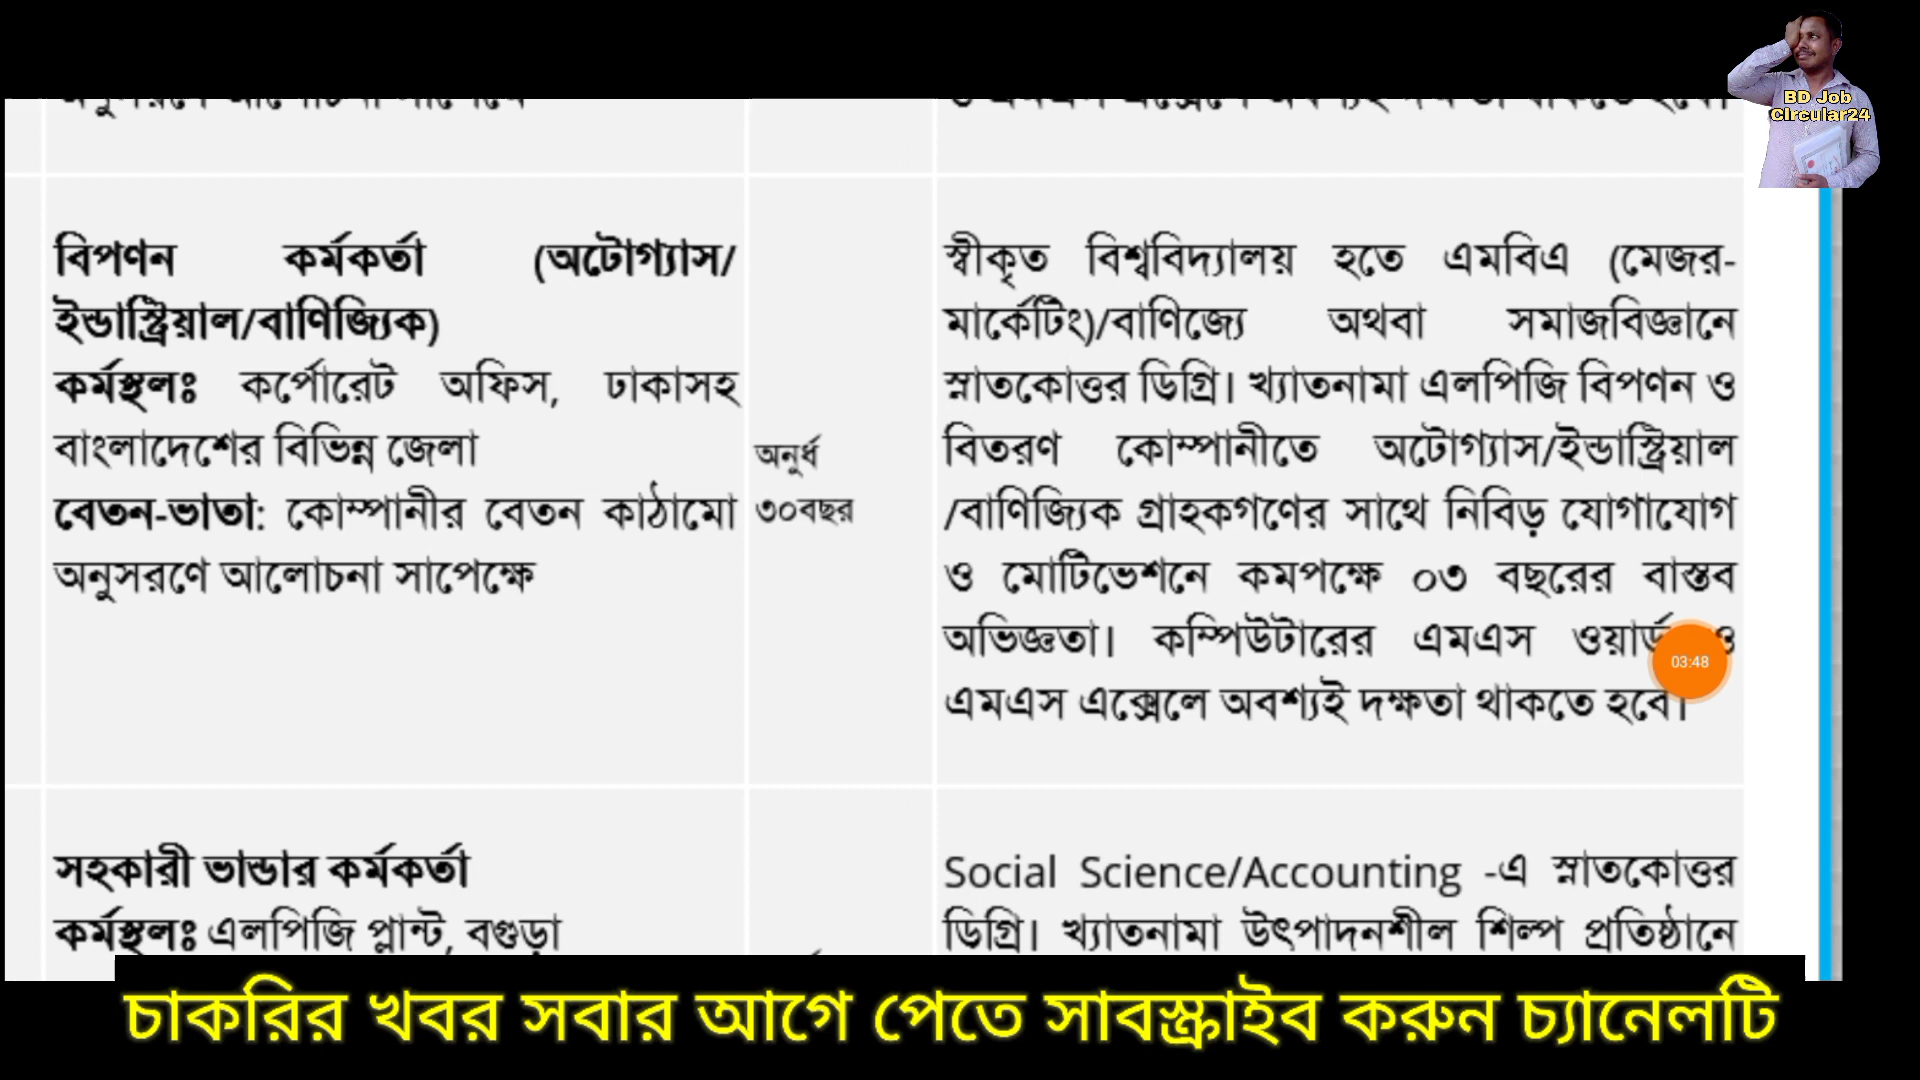 BD Job
Circular24
বিপণন কর্মকর্তা (অটোগ্যাস/
ইন্ডাস্ট্রিয়াল/বাণিজ্যিক)
কর্মস্থলঃ কর্পোরেট অফিস, ঢাকাসহ
বাংলাদেশের বিভিন্ন জেলা
বেতন-ভাতা: কোম্পানীর বেতন কাঠামো
অনুসরণে আলোচনা সাপেক্ষে
অনুর্ধ
৩০বছর
স্বীকৃত বিশ্ববিদ্যালয় হতে এমবিএ (মেজর-
মার্কেটিং)/বাণিজ্যে অথবা সমাজবিজ্ঞানে
স্নাতকোত্তর ডিগ্রি। খ্যাতনামা এলপিজি বিপণন ও
বিতরণ কোম্পানীতে অটোগ্যাস/ইন্ডাস্ট্রিয়াল
/বাণিজ্যিক গ্রাহকগণের সাথে নিবিড় যোগাযোগ
ও মোটিভেশনে কমপক্ষে ০৩ বছরের বাস্তব
অভিজ্ঞতা। কম্পিউটারের এমএস ওয়ার্ড ও
এমএস এক্সেলে অবশ্যই দক্ষতা থাকতে হবে।
03:48
সহকারী ভান্ডার কর্মকর্তা
কর্মস্থলঃ এলপিজি প্লান্ট, বগুড়া
Social Science/Accounting -এ স্নাতকোত্তর
ডিগ্রি। খ্যাতনামা উৎপাদনশীল শিল্প প্রতিষ্ঠানে
চাকরির খবর সবার আগে পেতে সাবস্ক্রাইব করুন চ্যানেলটি